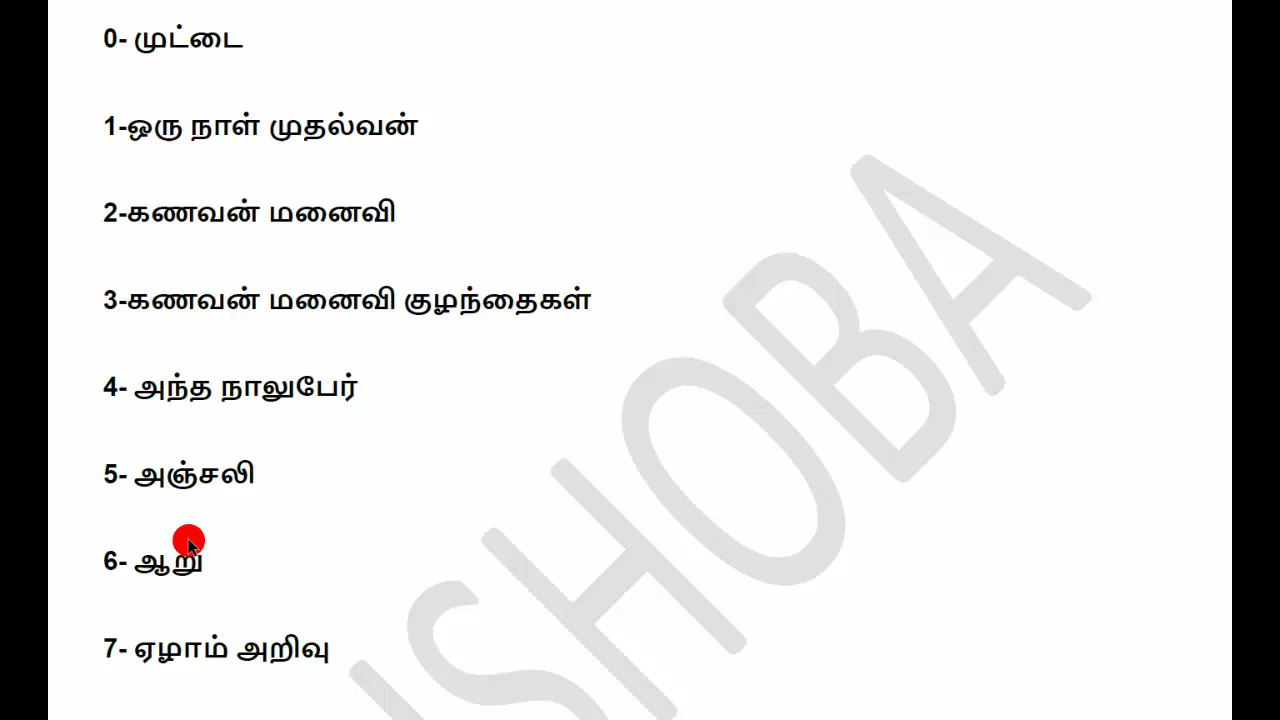 0- முட்டை
1-ஒரு நாள் முதல்வன்
2-கணவன் மனைவி
3-கணவன் மனைவி குழந்தைகள்
4- அந்த நாலுபேர்
5- அஞ்சலி
6- ஆறு
7- ஏழாம் அறிவு
SHOBA